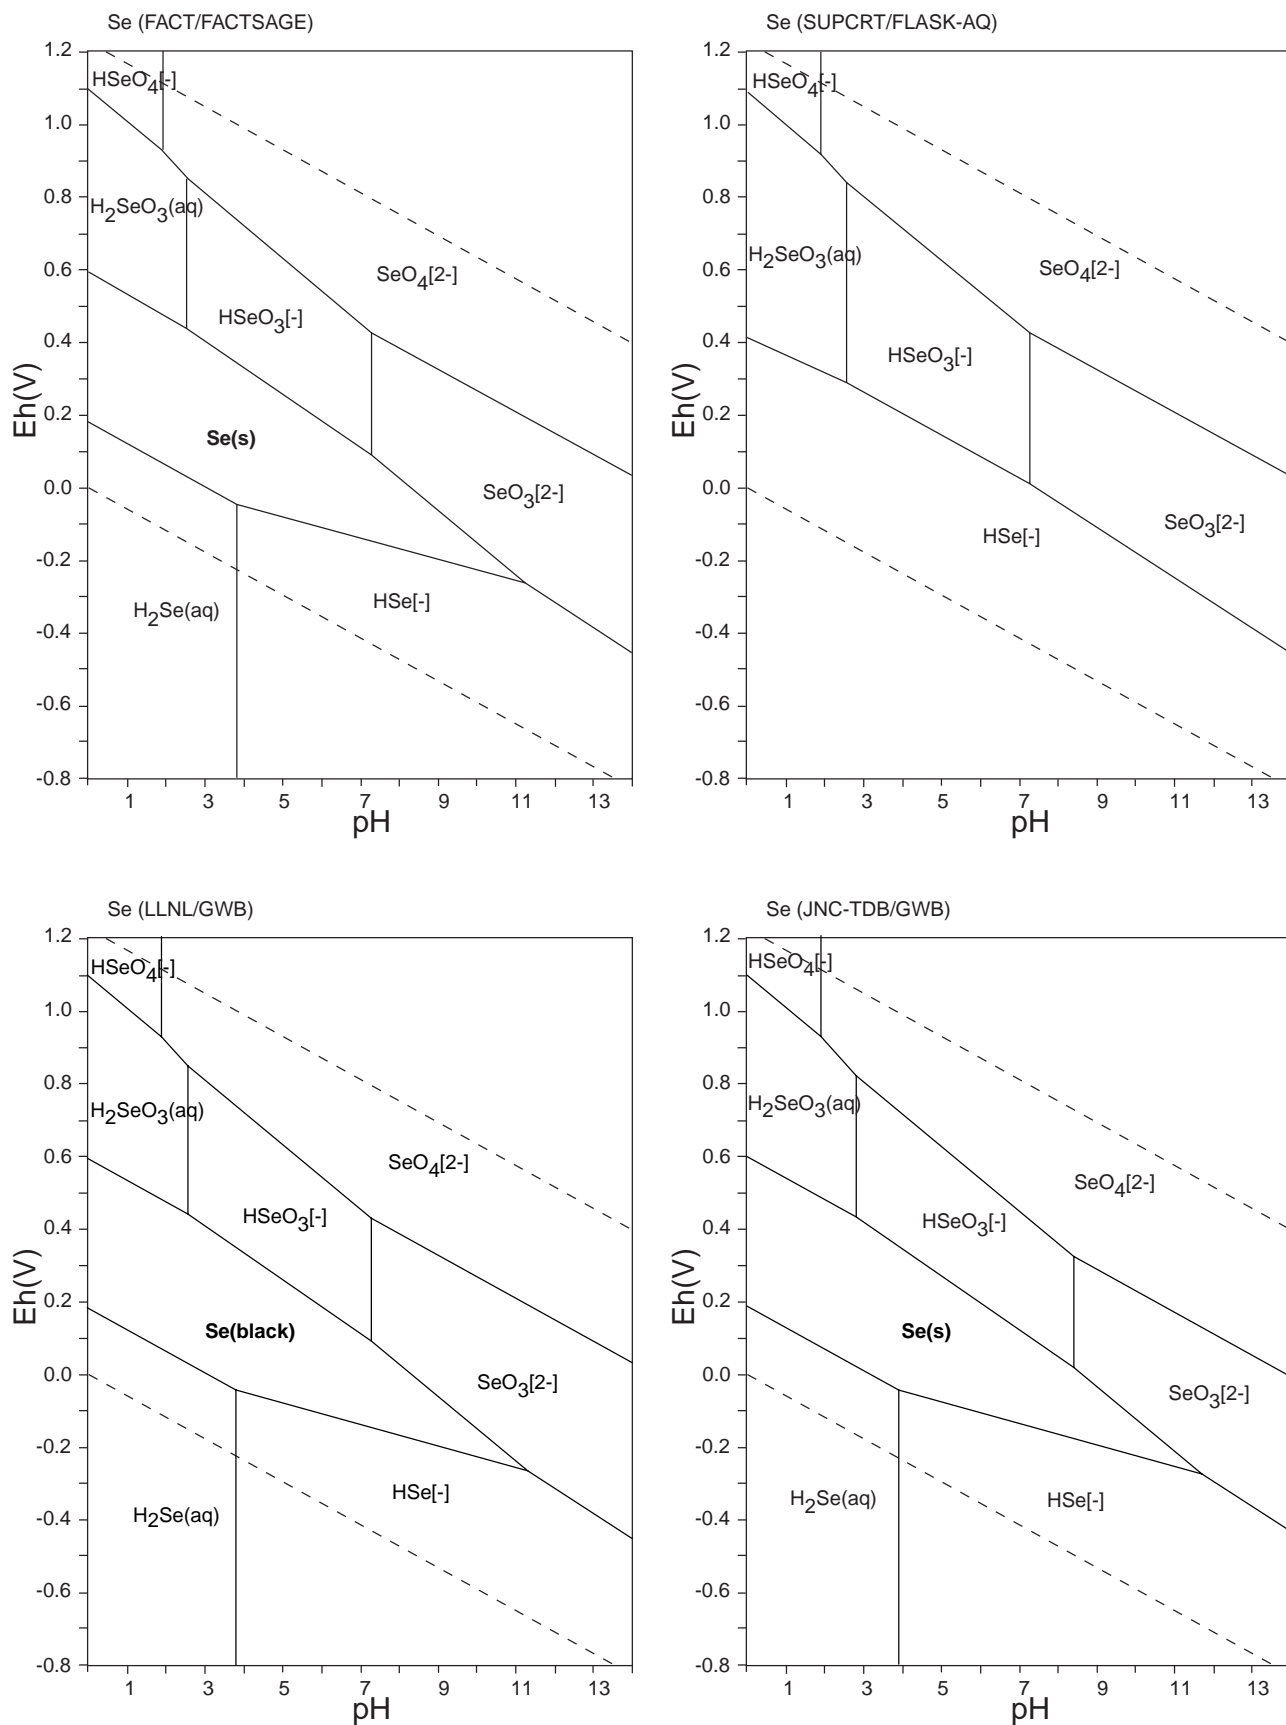 Se (FACT/FACTSAGE)
1.2
1.0
0.8
0.6
0.4
0.2
0.0
-0.2
-0.4
-0.6
-0.8
Eh(V)
HSeO4[-]
H2SeO3(aq)
SeO4[2-]
HSeO3[-]
Se(s)
SeO3[2-]
HSe[-]
H2Se(aq)
1 3 5 7 9 11 13
pH
Se (SUPCRT/FLASK-AQ)
1.2
1.0
0.8
0.6
0.4
0.2
0.0
-0.2
-0.4
-0.6
-0.8
Eh(V)
HSeO4[-]
H2SeO3(aq)
SeO4[2-]
HSeO3[-]
SeO3[2-]
HSe[-]
1 3 5 7 9 11 13
pH
Se (LLNL/GWB)
1.2
1.0
0.8
0.6
0.4
0.2
0.0
-0.2
-0.4
-0.6
-0.8
Eh(V)
HSeO4[-]
H2SeO3(aq)
SeO4[2-]
HSeO3[-]
Se(black)
SeO3[2-]
HSe[-]
H2Se(aq)
1 3 5 7 9 11 13
pH
Se (JNC-TDB/GWB)
1.2
1.0
0.8
0.6
0.4
0.2
0.0
-0.2
-0.4
-0.6
-0.8
Eh(V)
HSeO4[-]
H2SeO3(aq)
SeO4[2-]
HSeO3[-]
Se(s)
SeO3[2-]
H2Se(aq)
HSe[-]
1 3 5 7 9 11 13
pH